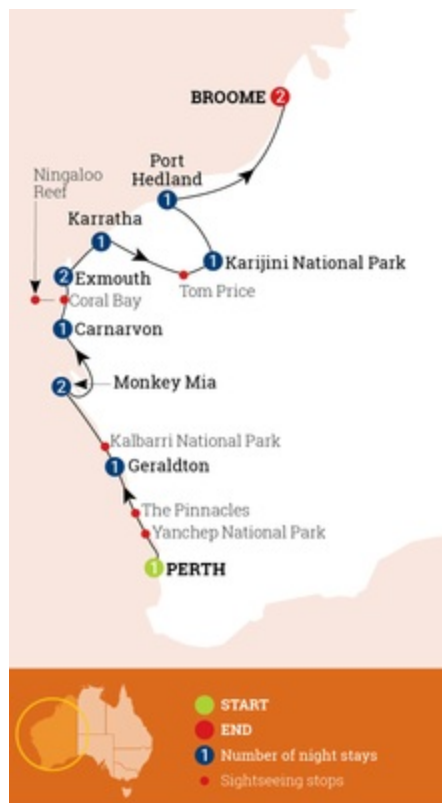 BROOME 2
Port
Hedland
1
Ningaloo
Reef
Karratha
1
1 Karijini National Park
2 Exmouth
Tom Price
Coral Bay
1 Carnarvon
2 Monkey Mia
Kalbarri National Park
1 Geraldton
The Pinnacles
Yanchep National Park
1 PERTH
START
END
1 Number of night stays
Sightseeing stops